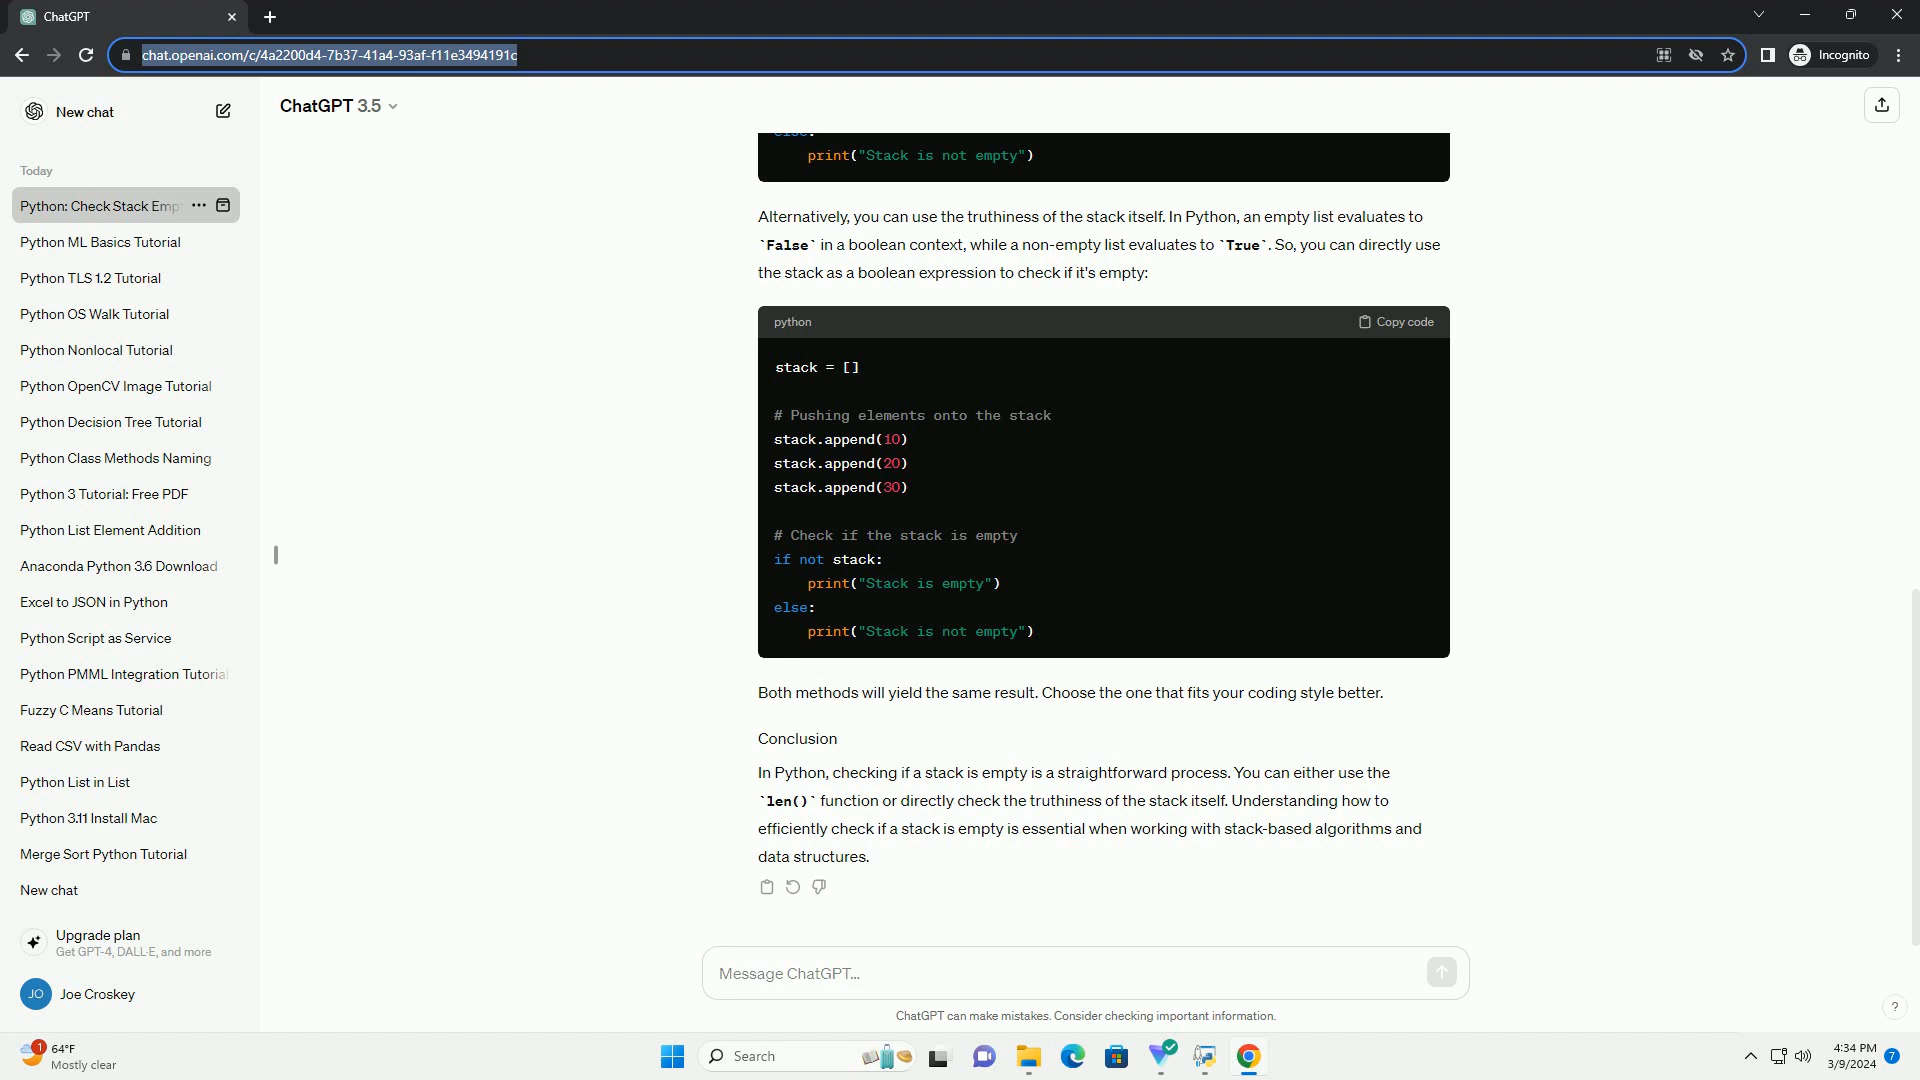 ChatGPT
chat.openai.com/c/4a2200d4-7b37-41a4-93af-f11e3494191c
Incognito
New chat
ChatGPT 3.5
Today
Python: Check Stack Emp
Python ML Basics Tutorial
Python TLS 1.2 Tutorial
Python OS Walk Tutorial
Python Nonlocal Tutorial
Python OpenCV Image Tutorial
Python Decision Tree Tutorial
Python Class Methods Naming
Python 3 Tutorial: Free PDF
Python List Element Addition
Anaconda Python 3.6 Download
Excel to JSON in Python
Python Script as Service
Python PMML Integration Tutorial
Fuzzy C Means Tutorial
Read CSV with Pandas
Python List in List
Python 3.11 Install Mac
Merge Sort Python Tutorial
New chat
Upgrade plan
Get GPT-4, DALL·E, and more
JO Joe Croskey
else:
print("Stack is not empty")
Alternatively, you can use the truthiness of the stack itself. In Python, an empty list evaluates to
`False` in a boolean context, while a non-empty list evaluates to `True`. So, you can directly use
the stack as a boolean expression to check if it's empty:
python Copy code
stack = []
# Pushing elements onto the stack
stack.append(10)
stack.append(20)
stack.append(30)
# Check if the stack is empty
if not stack:
print("Stack is empty")
else:
print("Stack is not empty")
Both methods will yield the same result. Choose the one that fits your coding style better.
Conclusion
In Python, checking if a stack is empty is a straightforward process. You can either use the
`len()` function or directly check the truthiness of the stack itself. Understanding how to
efficiently check if a stack is empty is essential when working with stack-based algorithms and
data structures.
Message ChatGPT...
ChatGPT can make mistakes. Consider checking important information.
?
1
64°F
Mostly clear
Search
4:34 PM
3/9/2024
7